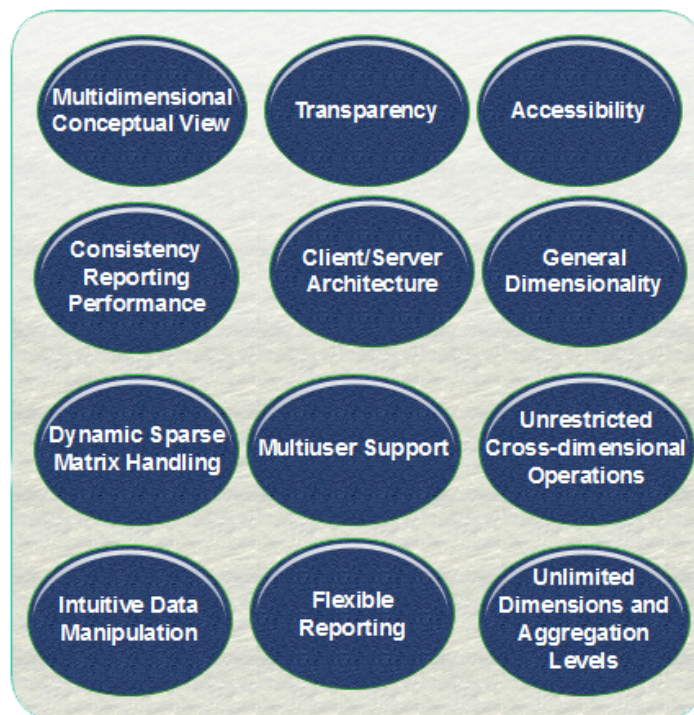 Multidimensional
Conceptual View
Transparency
Accessibility
Consistency
Reporting
Performance
Client/Server
Architecture
General
Dimensionality
Dynamic Sparse
Matrix Handling
Multiuser Support
Unrestricted
Cross-dimensional
Operations
Intuitive Data
Manipulation
Flexible
Reporting
Unlimited
Dimensions and
Aggregation
Levels